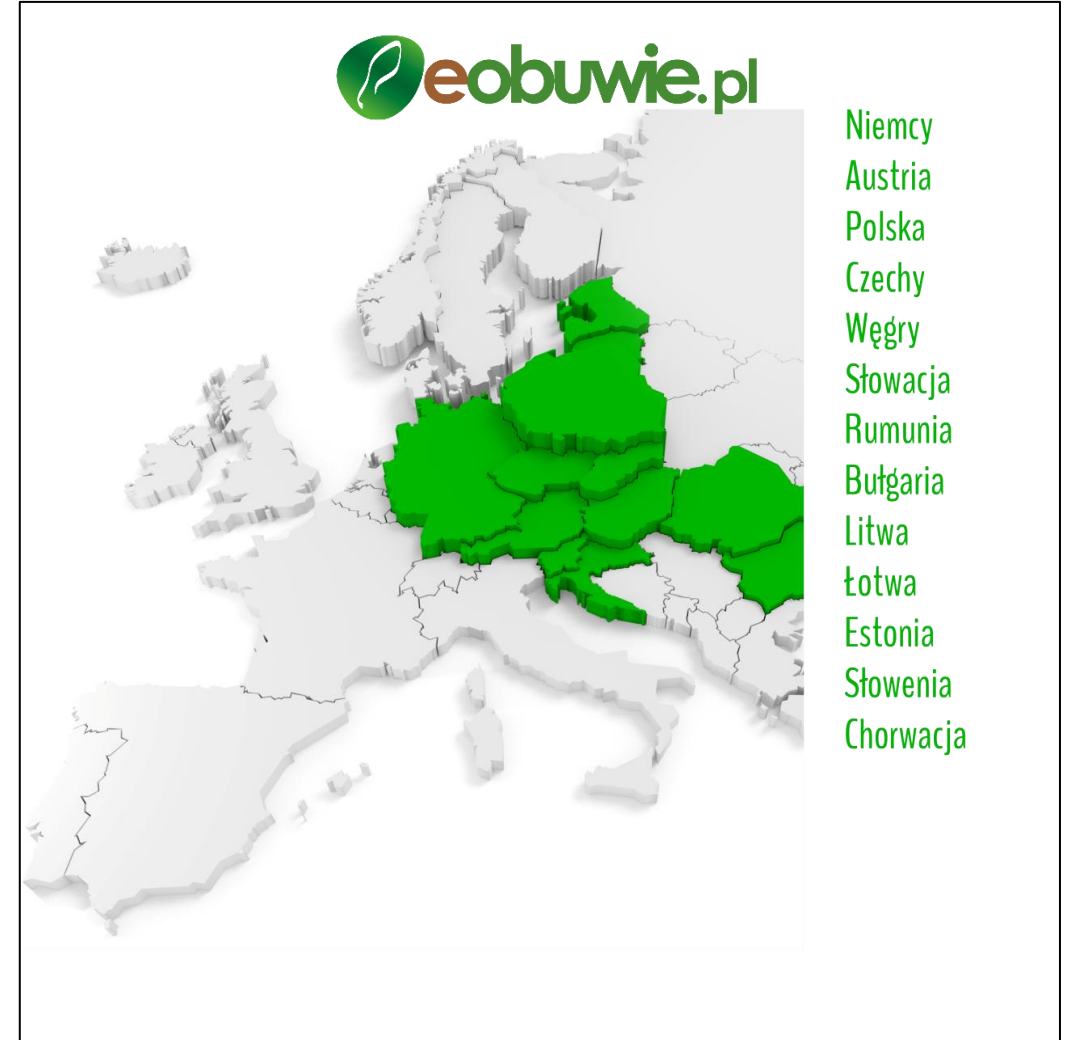 eobuwie.pl
Niemcy
Austria
Polska
Czechy
Węgry
Słowacja
Rumunia
Bułgaria
Litwa
Łotwa
Estonia
Słowenia
Chorwacja